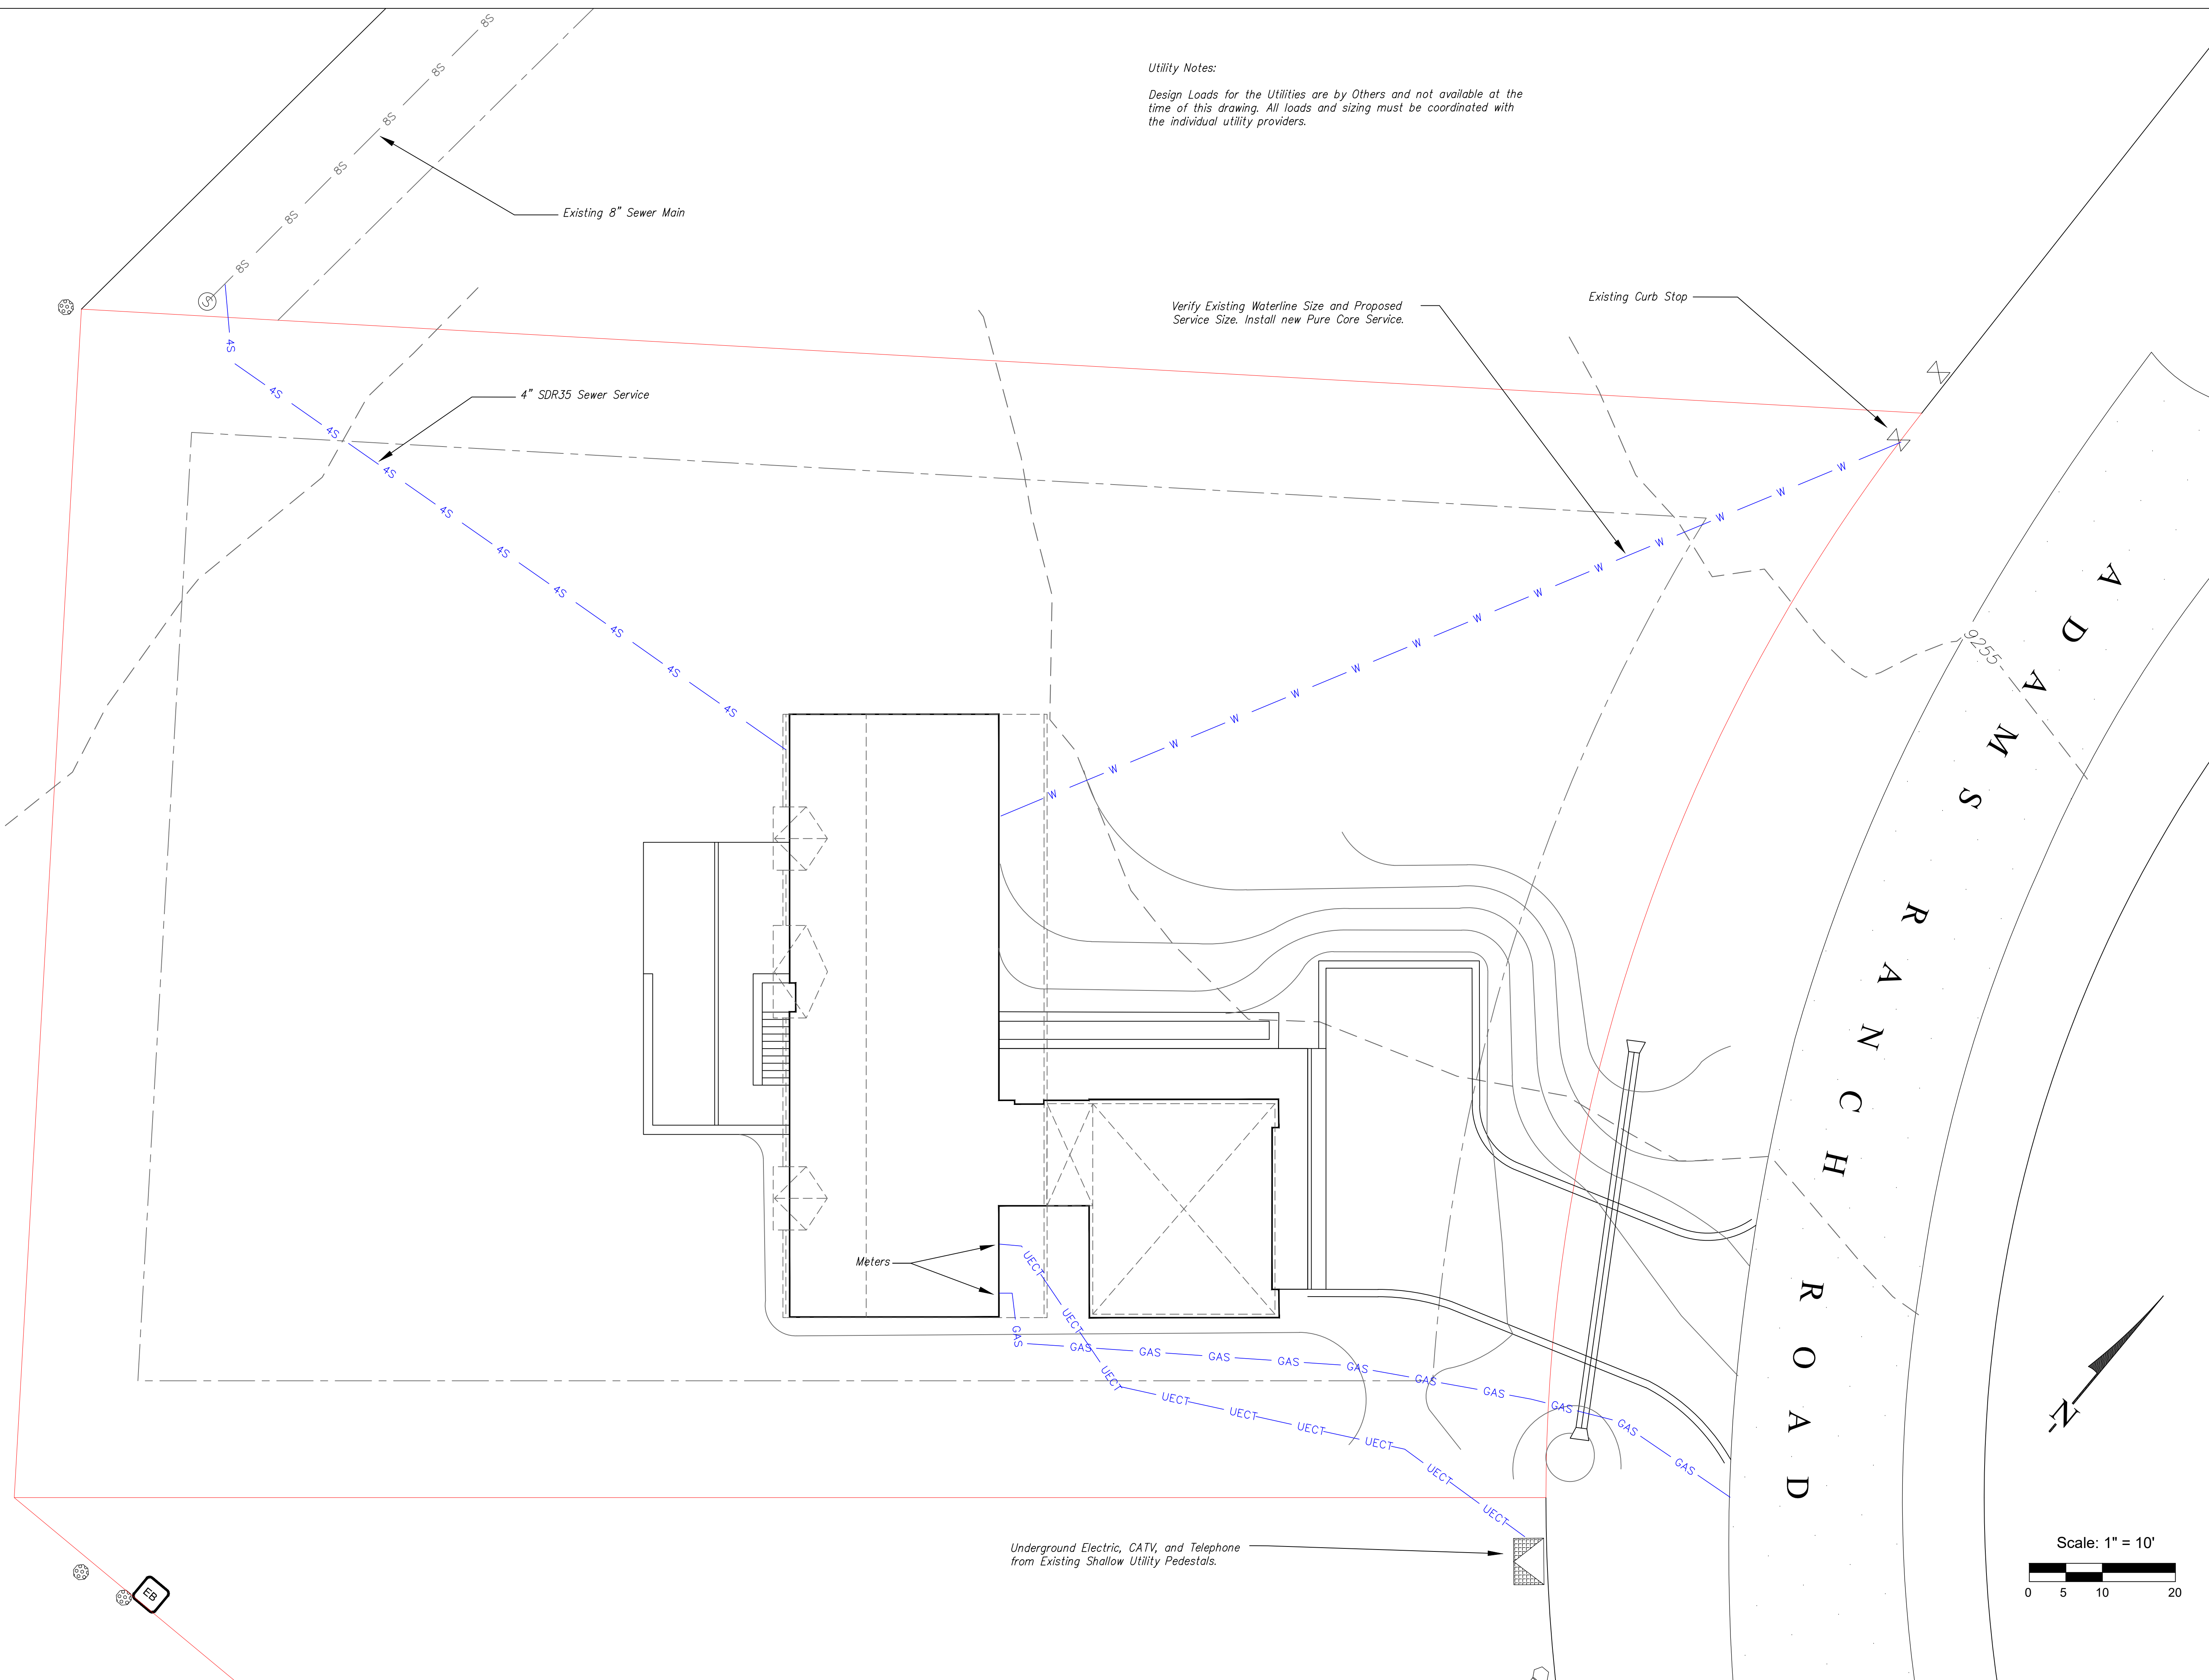 8S
8S
8S
8S
8S
8S
Utility Notes:
Design Loads for the Utilities are by Others and not available at the
time of this drawing. All loads and sizing must be coordinated with
the individual utility providers.
Existing 8" Sewer Main
S
Verify Existing Waterline Size and Proposed
Service Size. Install new Pure Core Service.
Existing Curb Stop
4" SDR35 Sewer Service
4S
4S
4S
4S
4S
4S
4S
4S
4S
4S
W
W
W
W
W
W
W
W
W
W
W
W
W
W
9255
ADAMS RANCH ROAD
Meters
UECT
UECT
UECT
UECT
UECT
UECT
UECT
UECT
UECT
GAS
GAS
GAS
GAS
GAS
GAS
GAS
GAS
GAS
GAS
GAS
Underground Electric, CATV, and Telephone
from Existing Shallow Utility Pedestals.
EB
N
Scale: 1" = 10'
0 5 10 20